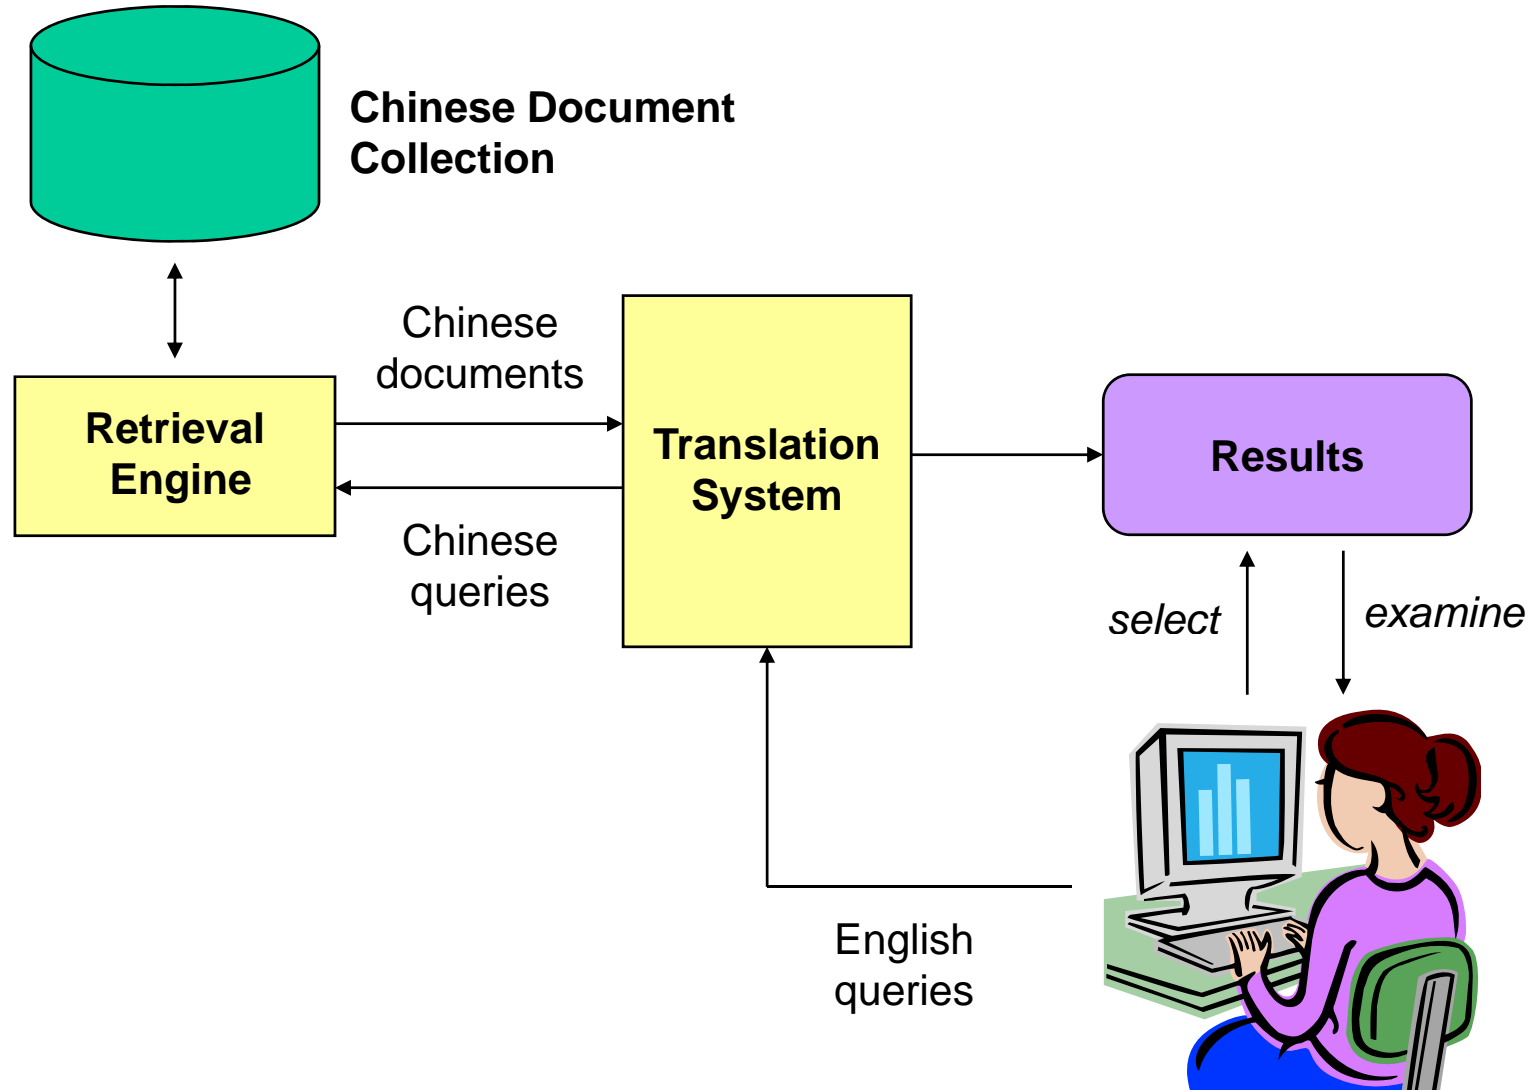 Chinese Document
Collection
Chinese
documents
Retrieval
Engine
Translation
System
Results
Chinese
queries
select
examine
English
queries